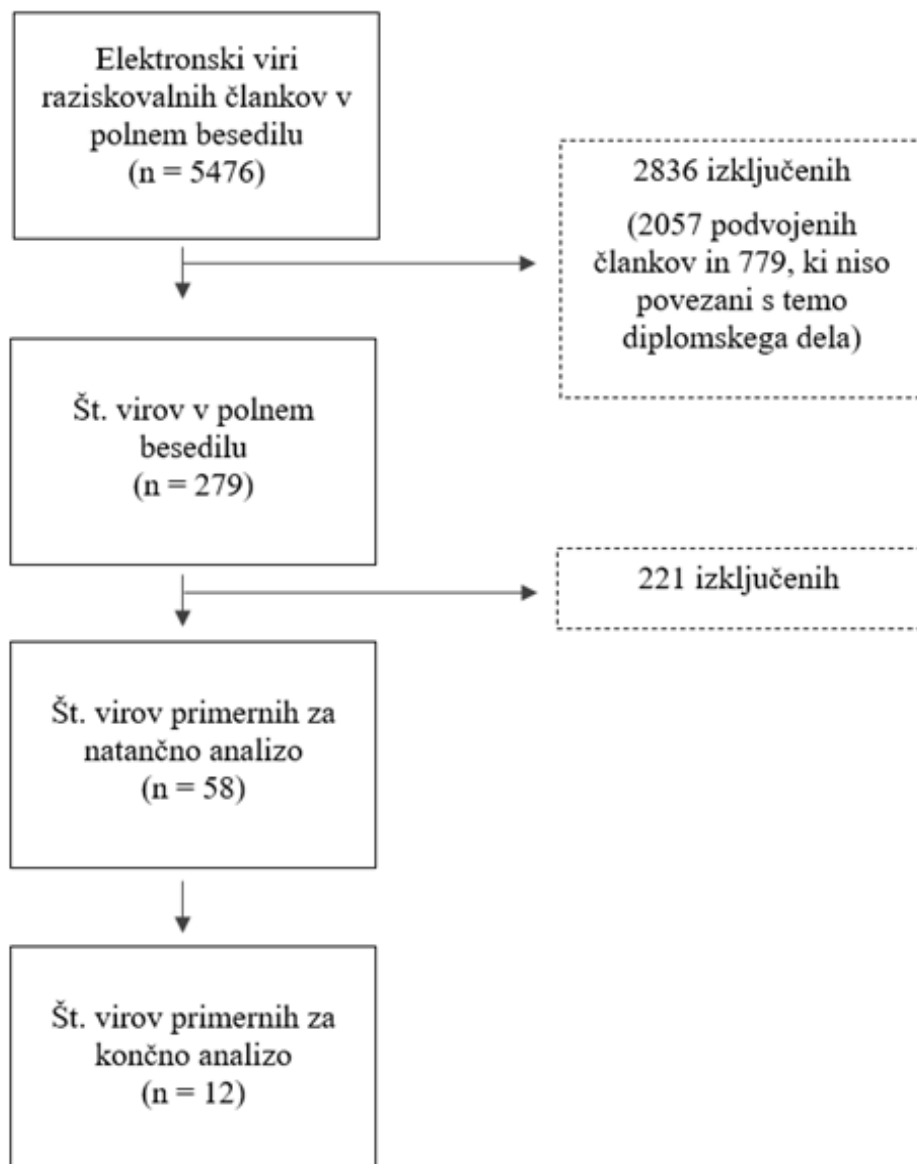 Elektronski viri
raziskovalnih člankov v
polnem besedilu
(n = 5476)
2836 izključenih
(2057 podvojenih
člankov in 779, ki niso
povezani s temo
diplomskega dela)
Št. virov v polnem
besedilu
(n = 279)
221 izključenih
Št. virov primernih za
natančno analizo
(n = 58)
Št. virov primernih za
končno analizo
(n = 12)